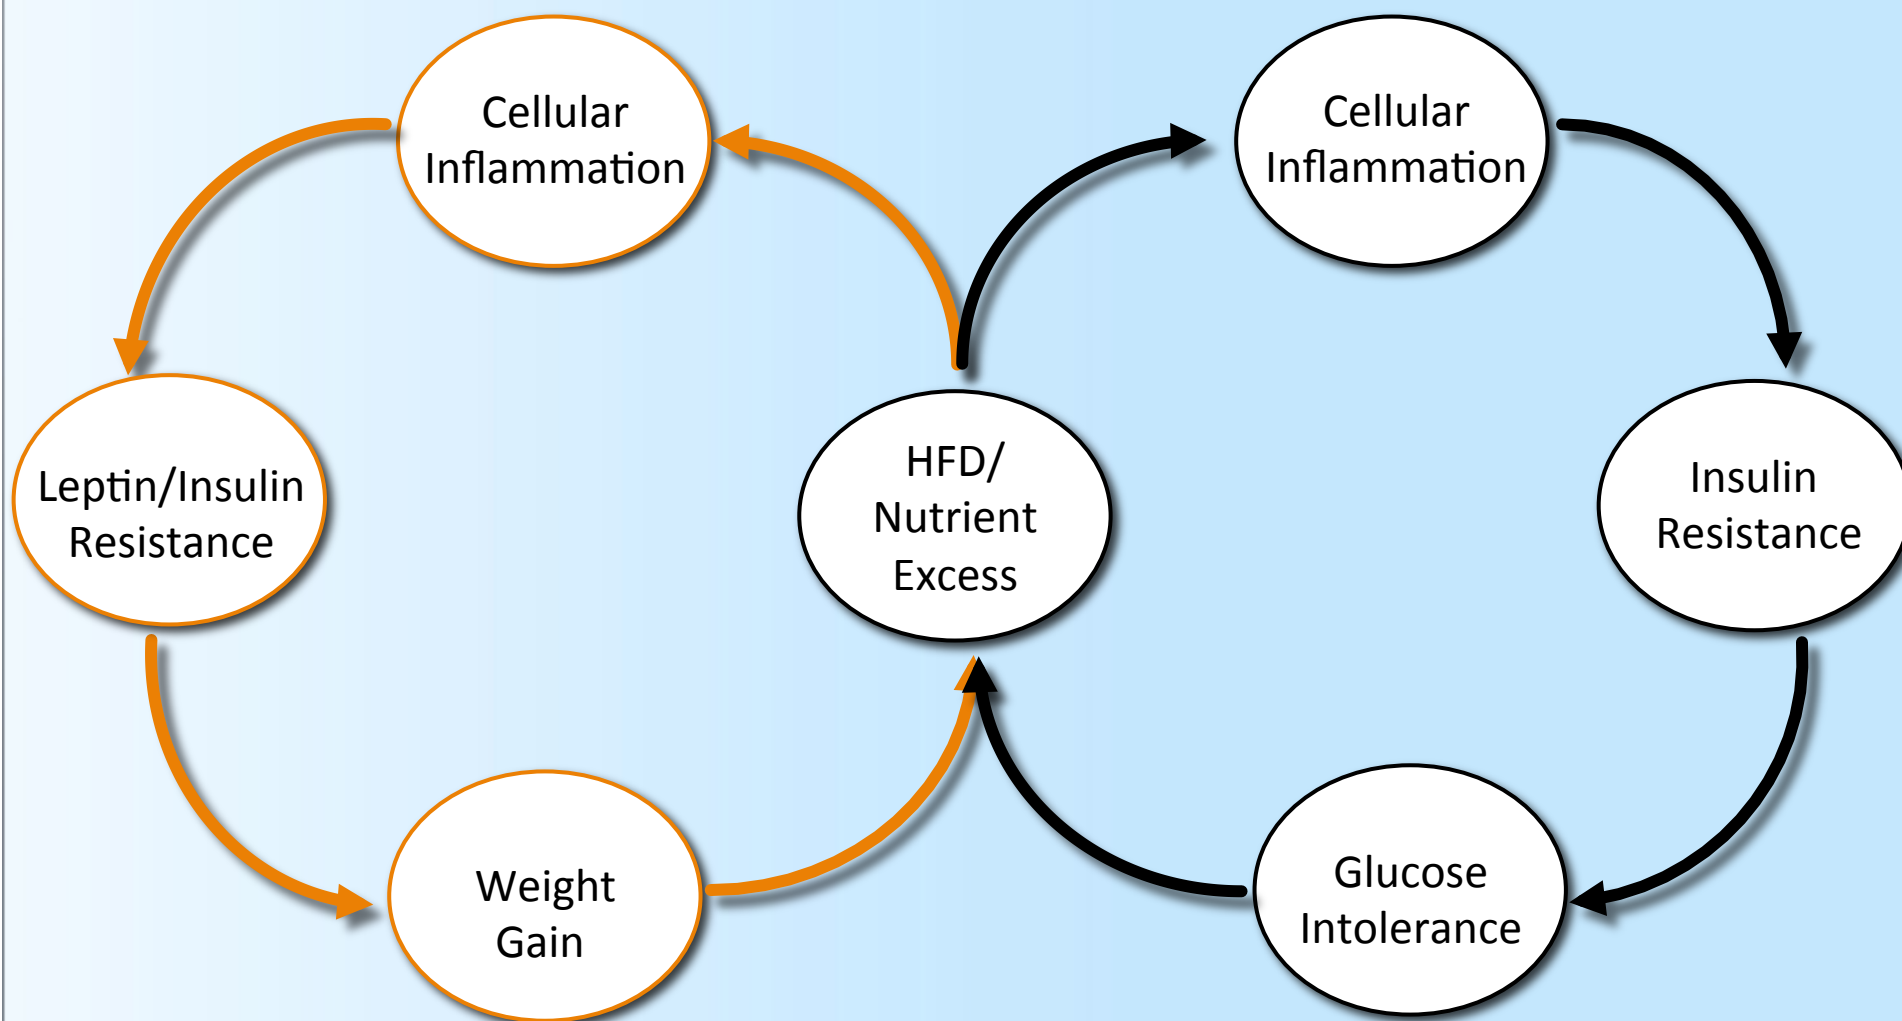 Cellular
Inflammation
Cellular
Inflammation
Leptin/Insulin
Resistance
HFD/
Nutrient
Excess
Insulin
Resistance
Weight
Gain
Glucose
Intolerance